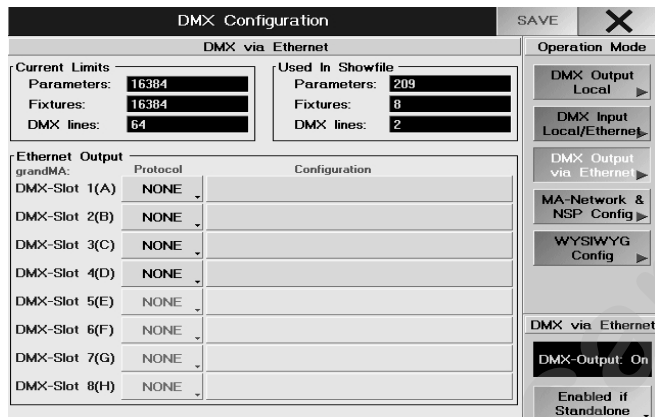 DMX Configuration
SAVE
DMX via Ethernet
Operation Mode
Current Limits
Parameters: 16384
Fixtures: 16384
DMX lines: 64
Used In Showfile
Parameters: 209
Fixtures: 8
DMX lines: 2
Ethernet Output
grandMA: Protocol Configuration
DMX-Slot 1(A) NONE
DMX-Slot 2(B) NONE
DMX-Slot 3(C) NONE
DMX-Slot 4(D) NONE
DMX-Slot 5(E) NONE
DMX-Slot 6(F) NONE
DMX-Slot 7(G) NONE
DMX-Slot 8(H) NONE
DMX Output
Local
DMX Input
Local/Ethernet
DMX Output
via Ethernet
MA-Network &
NSP Config
WYSIWYG
Config
DMX via Ethernet
DMX-Output: On
Enabled if
Standalone